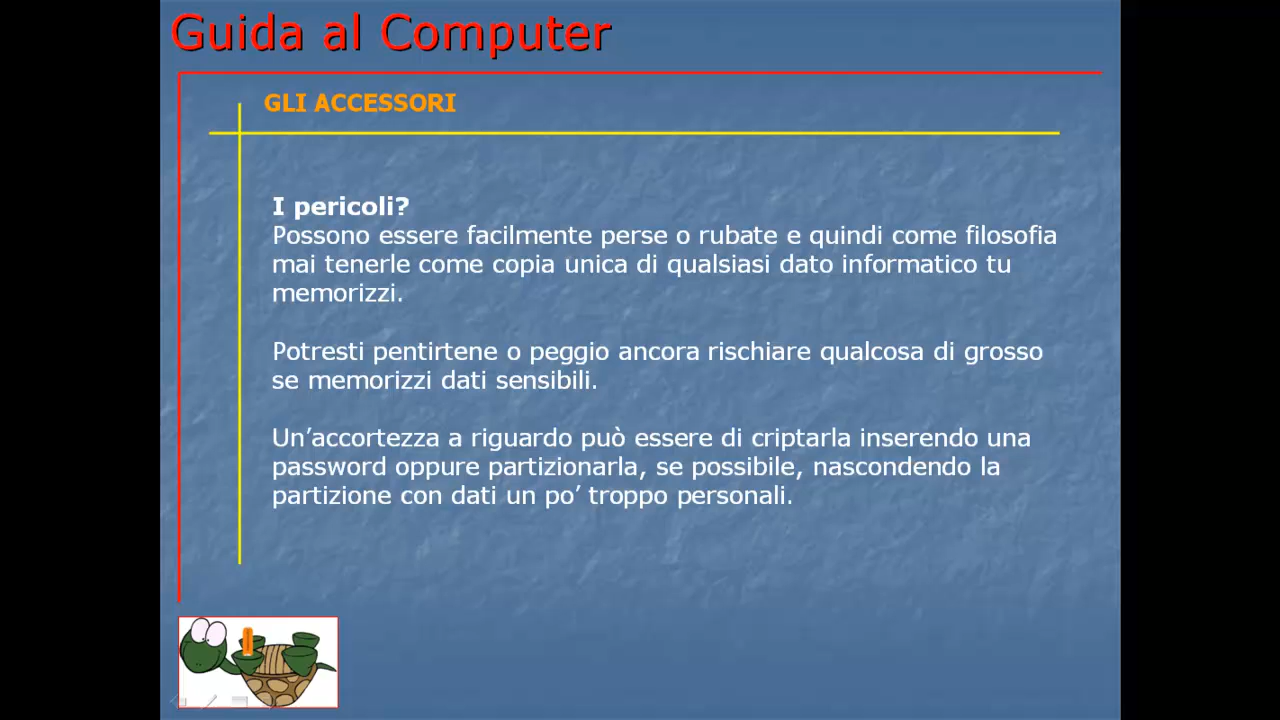 Guida al Computer
GLI ACCESSORI
I pericoli?
Possono essere facilmente perse o rubate e quindi come filosofia
mai tenerle come copia unica di qualsiasi dato informatico tu
memorizzi.
Potresti pentirtene o peggio ancora rischiare qualcosa di grosso
se memorizzi dati sensibili.
Un’accortezza a riguardo può essere di criptarla inserendo una
password oppure partizionarla, se possibile, nascondendo la
partizione con dati un po’ troppo personali.